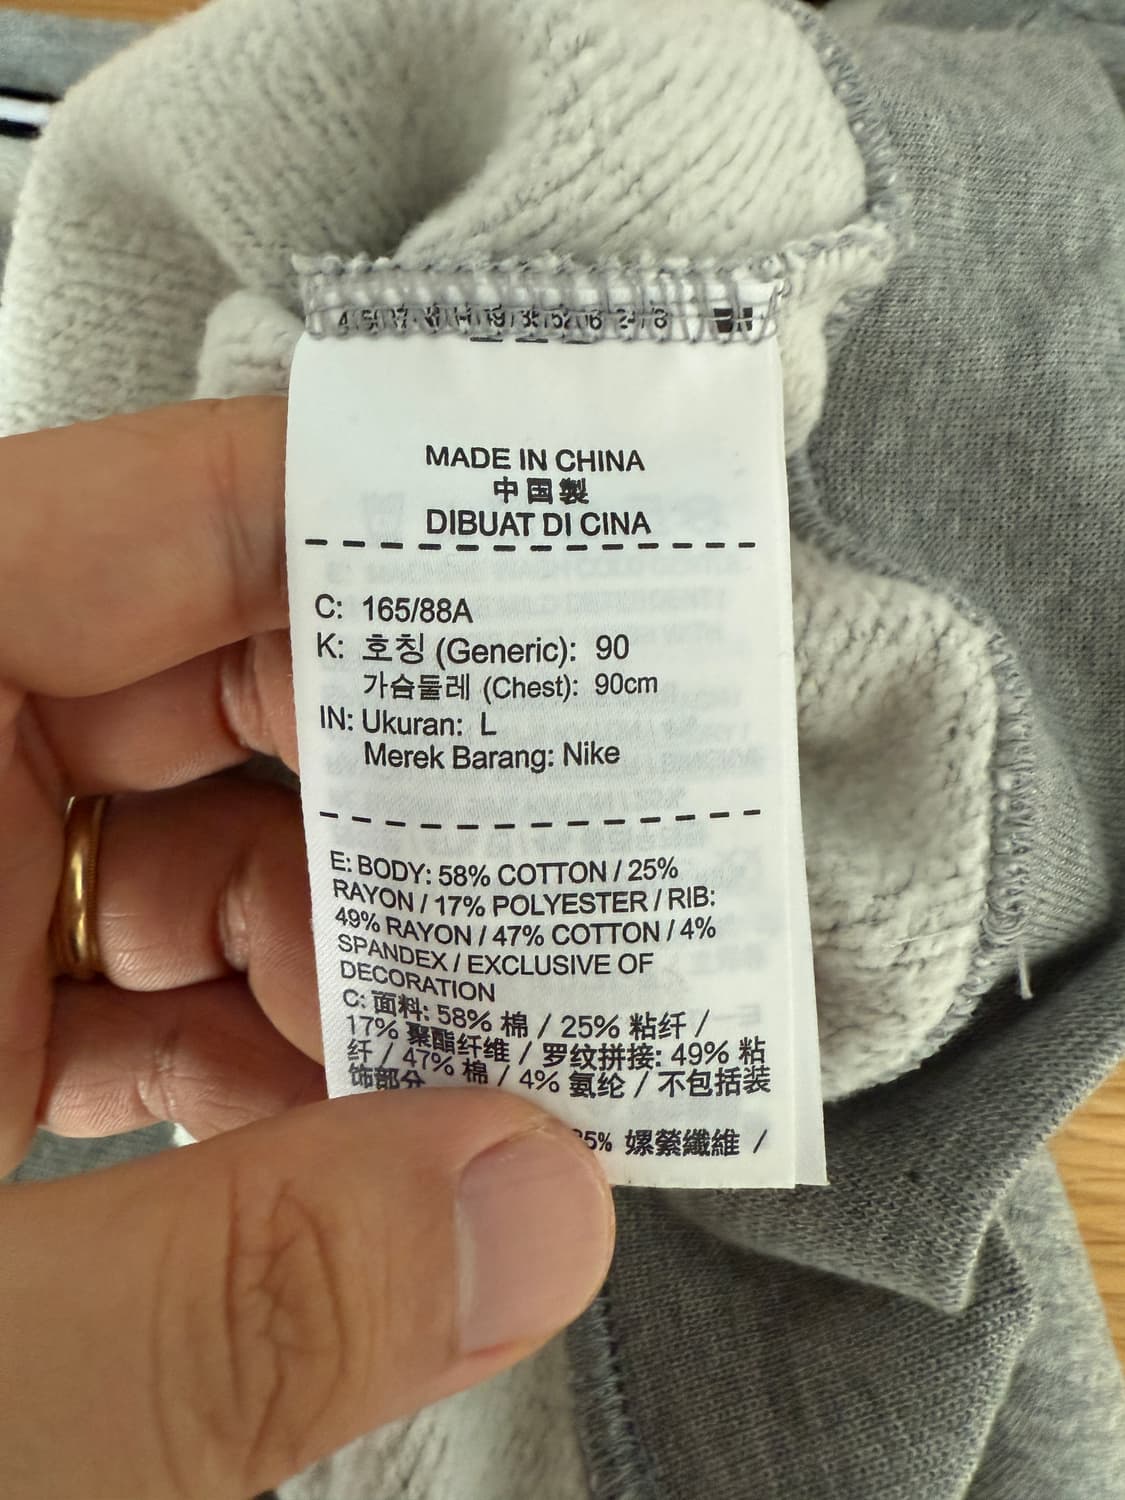 MADE IN CHINA
中国製
DIBUAT DI CINA
C: 165/88A
K: 호칭 (Generic): 90
가슴둘레 (Chest): 90cm
IN: Ukuran: L
Merek Barang: Nike
E: BODY: 58% COTTON / 25%
RAYON / 17% POLYESTER / RIB:
49% RAYON / 47% COTTON / 4%
SPANDEX / EXCLUSIVE OF
DECORATION
C: 面料: 58% 棉 / 25% 粘纤 /
17% 聚酯纤维 / 罗纹拼接: 49% 粘
纤 / 47% 棉 / 4% 氨纶 / 不包括装
饰部分
5% 嫘縈纖維 /